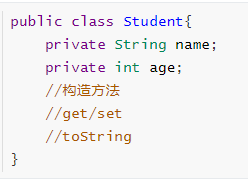 public class Student{
    private String name;
    private int age;
    //构造方法
    //get/set
    //toString
}